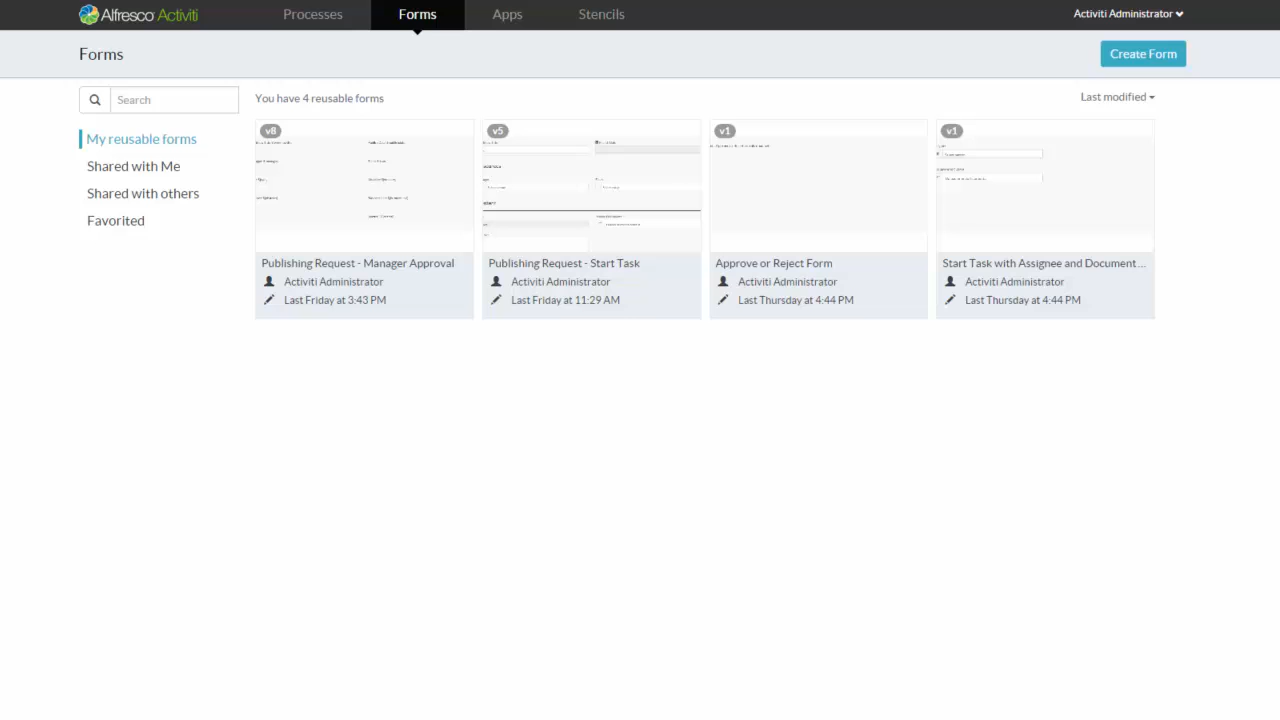 Alfresco Activiti
Processes
Forms
Apps
Stencils
Activiti Administrator
Forms
Create Form
Search
You have 4 reusable forms
Last modified
My reusable forms
Shared with Me
Shared with others
Favorited
v8
Publishing Request - Manager Approval
Activiti Administrator
Last Friday at 3:43 PM
v5
Publishing Request - Start Task
Activiti Administrator
Last Friday at 11:29 AM
v1
Approve or Reject Form
Activiti Administrator
Last Thursday at 4:44 PM
v1
Start Task with Assignee and Document ...
Activiti Administrator
Last Thursday at 4:44 PM